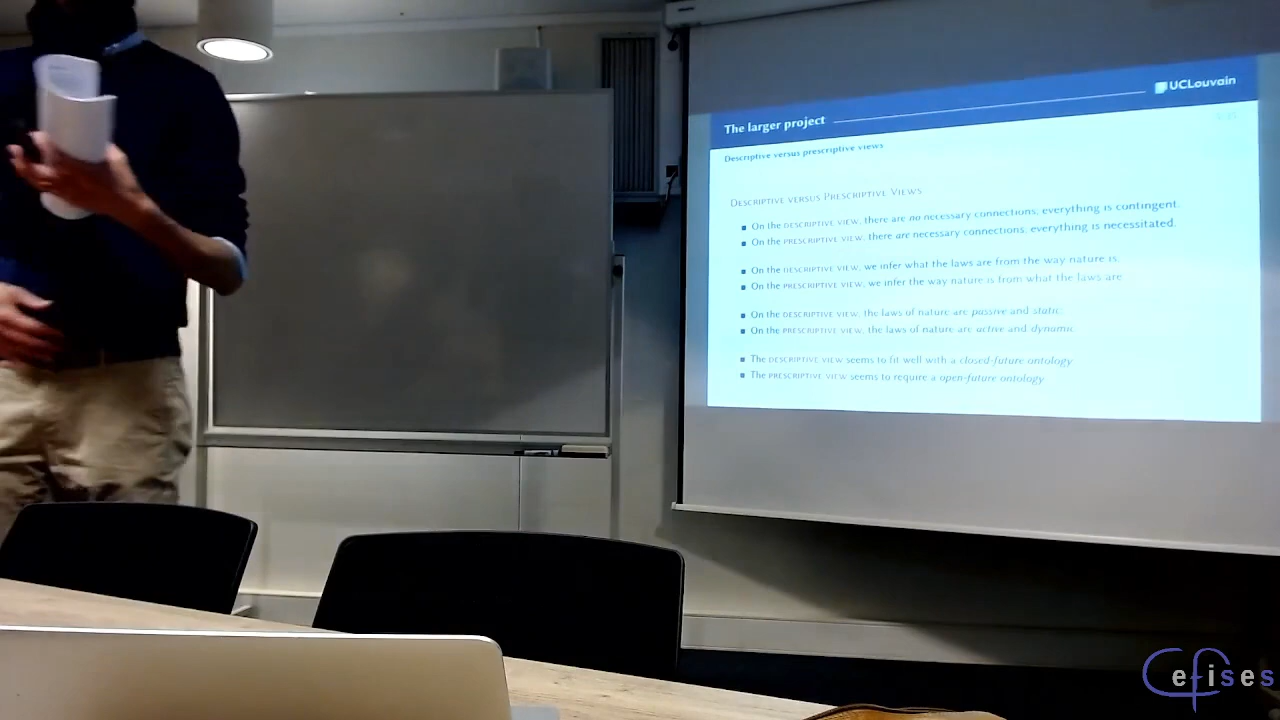 UCLouvain
The larger project
Descriptive versus prescriptive views
DESCRIPTIVE VERSUS PRESCRIPTIVE VIEWS
On the DESCRIPTIVE VIEW, there are no necessary connections; everything is contingent.
On the PRESCRIPTIVE VIEW, there are necessary connections; everything is necessitated.
On the DESCRIPTIVE VIEW, we infer what the laws are from the way nature is.
On the PRESCRIPTIVE VIEW, we infer the way nature is from what the laws are
On the DESCRIPTIVE VIEW, the laws of nature are passive and static.
On the PRESCRIPTIVE VIEW, the laws of nature are active and dynamic.
The DESCRIPTIVE VIEW seems to fit well with a closed-future ontology
The PRESCRIPTIVE VIEW seems to require a open-future ontology.
Cefises